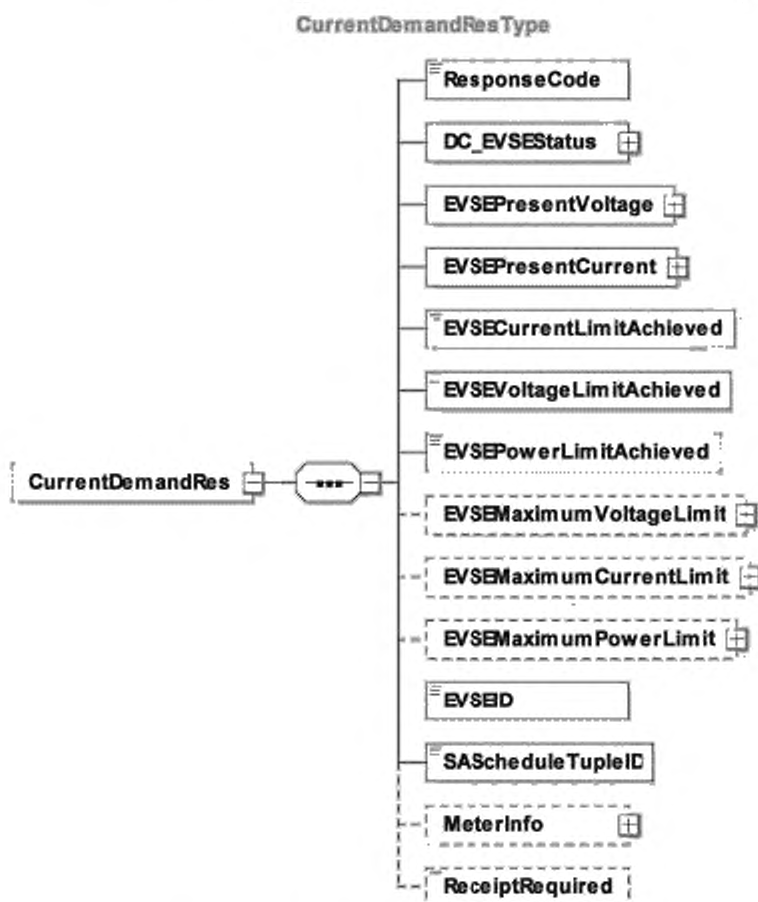 CurrentDemandResType
ResponseCode
DC_EVSEStatus
EVSEPresentVoltage
EVSEPresentCurrent
EVSECurrentLimitAchieved
EVSEVoltageLimitAchieved
EVSEPowerLimitAchieved
CurrentDemandRes
EVSEMaximumVoltageLimit
EVSEMaximumCurrentLimit
EVSEMaximumPowerLimit
EVSEID
SAScheduleTupleID
MeterInfo
ReceiptRequired